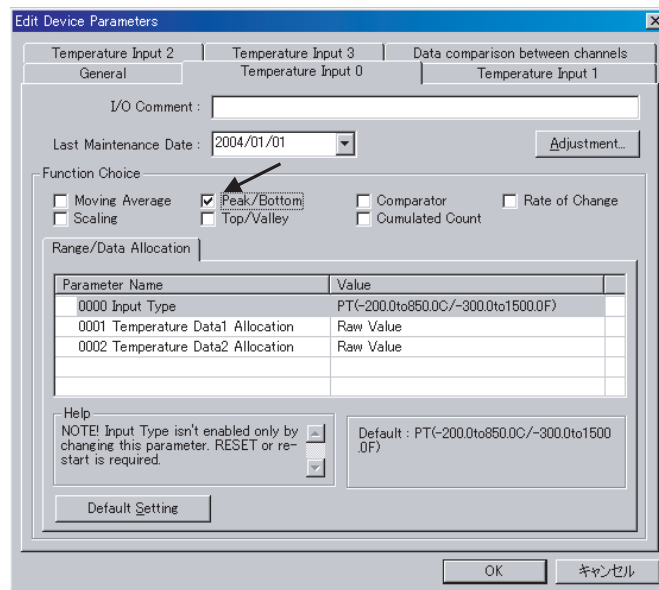 Edit Device Parameters
Temperature Input 2
Temperature Input 3
Data comparison between channels
General
Temperature Input 0
Temperature Input 1
I/O Comment :
Last Maintenance Date : 2004/01/01
Adjustment...
Function Choice
Moving Average
Peak/Bottom
Comparator
Rate of Change
Scaling
Top/Valley
Cumulated Count
Range/Data Allocation
Parameter Name Value
0000 Input Type PT(-200.0to850.0C/-300.0to1500.0F)
0001 Temperature Data1 Allocation Raw Value
0002 Temperature Data2 Allocation Raw Value
Help
NOTE! Input Type isn't enabled only by
changing this parameter. RESET or re-
start is required.
Default : PT(-200.0to850.0C/-300.0to1500
.0F)
Default Setting
OK
キャンセル